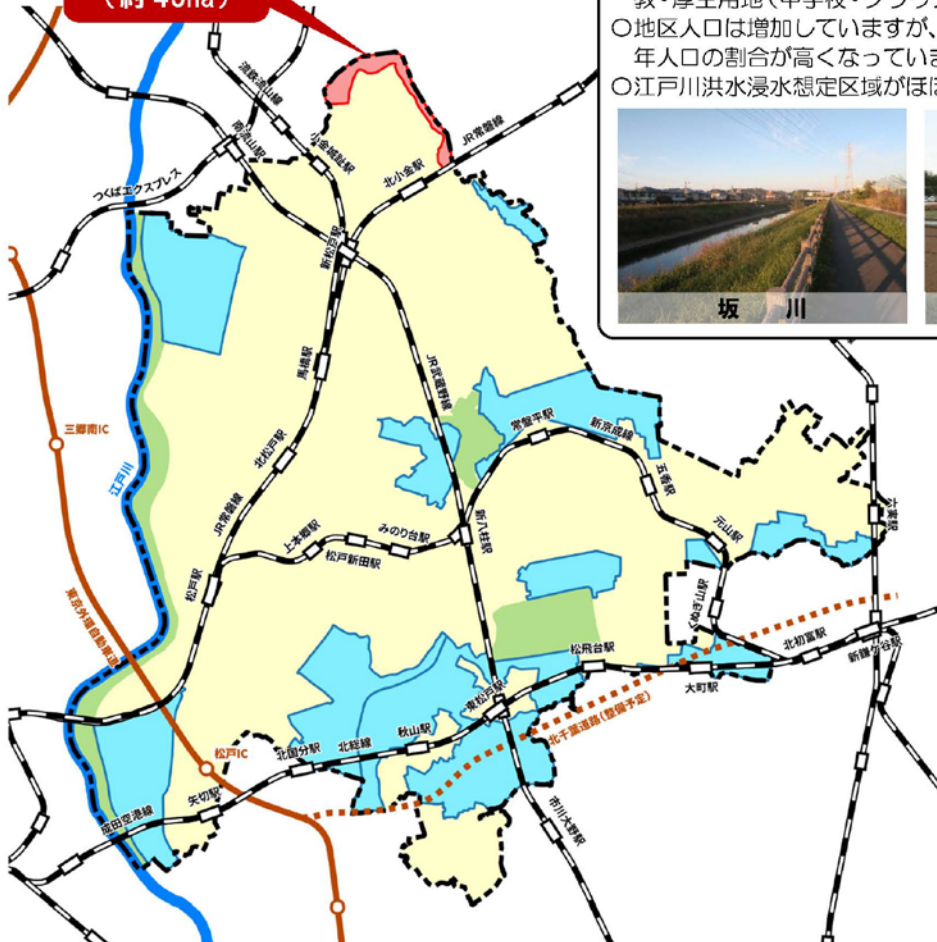 (約 40ha)
教・厚生用地(中学校・グラウン
〇地区人口は増加していますが、
年人口の割合が高くなっていま
〇江戸川洪水浸水想定区域がほぼ
坂 川
流鉄流山線
南流山駅
小金城趾駅
JR常磐線
北小金駅
つくばエクスプレス
新松戸駅
馬橋駅
JR武蔵野線
三郷南IC
江戸川
北松戸駅
常盤平駅
新京成線
五香駅
JR常磐線
上本郷駅
みのり台駅
松戸新田駅
新八柱駅
元山駅
六実駅
松戸駅
くぬぎ山駅
東京外環自動車道
松飛台駅
北初富駅
新鎌ケ谷駅
大町駅
東松戸駅
北千葉道路(整備予定)
秋山駅
北総線
北国分駅
松戸IC
矢切駅
成田空港線
市川大野駅